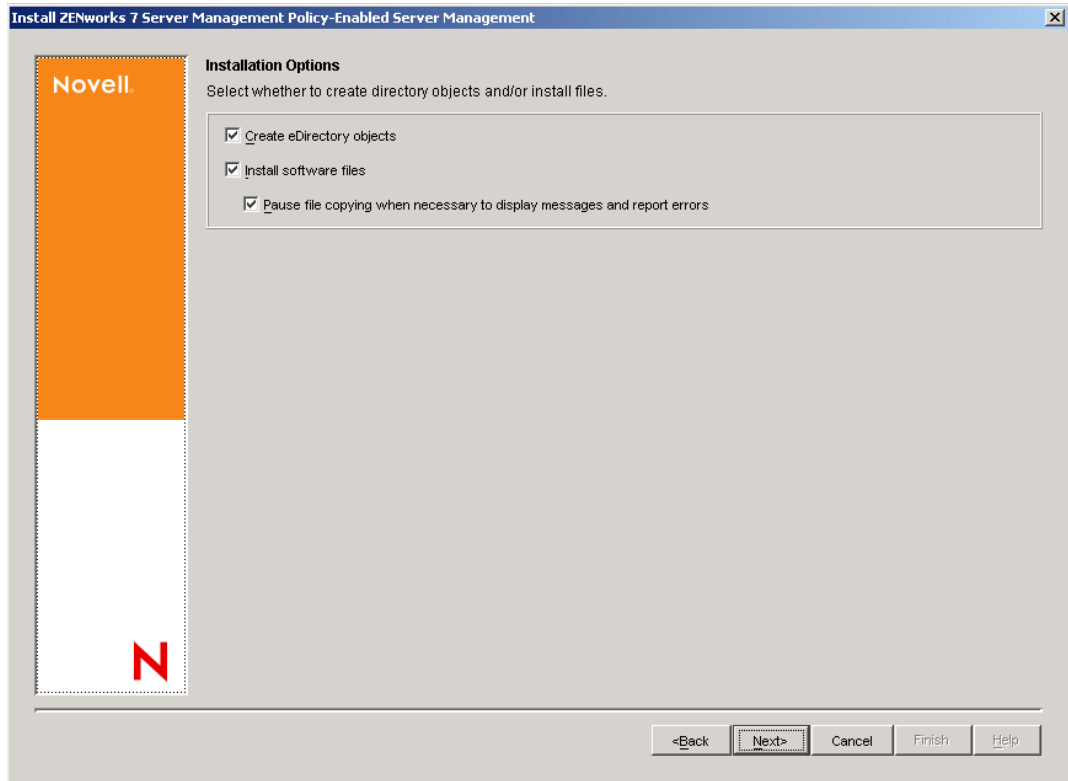 Install ZENworks 7 Server Management Policy-Enabled Server Management
Novell.
Installation Options
Select whether to create directory objects and/or install files.
Create eDirectory objects
Install software files
Pause file copying when necessary to display messages and report errors
N
<Back
Next>
Cancel
Finish
Help